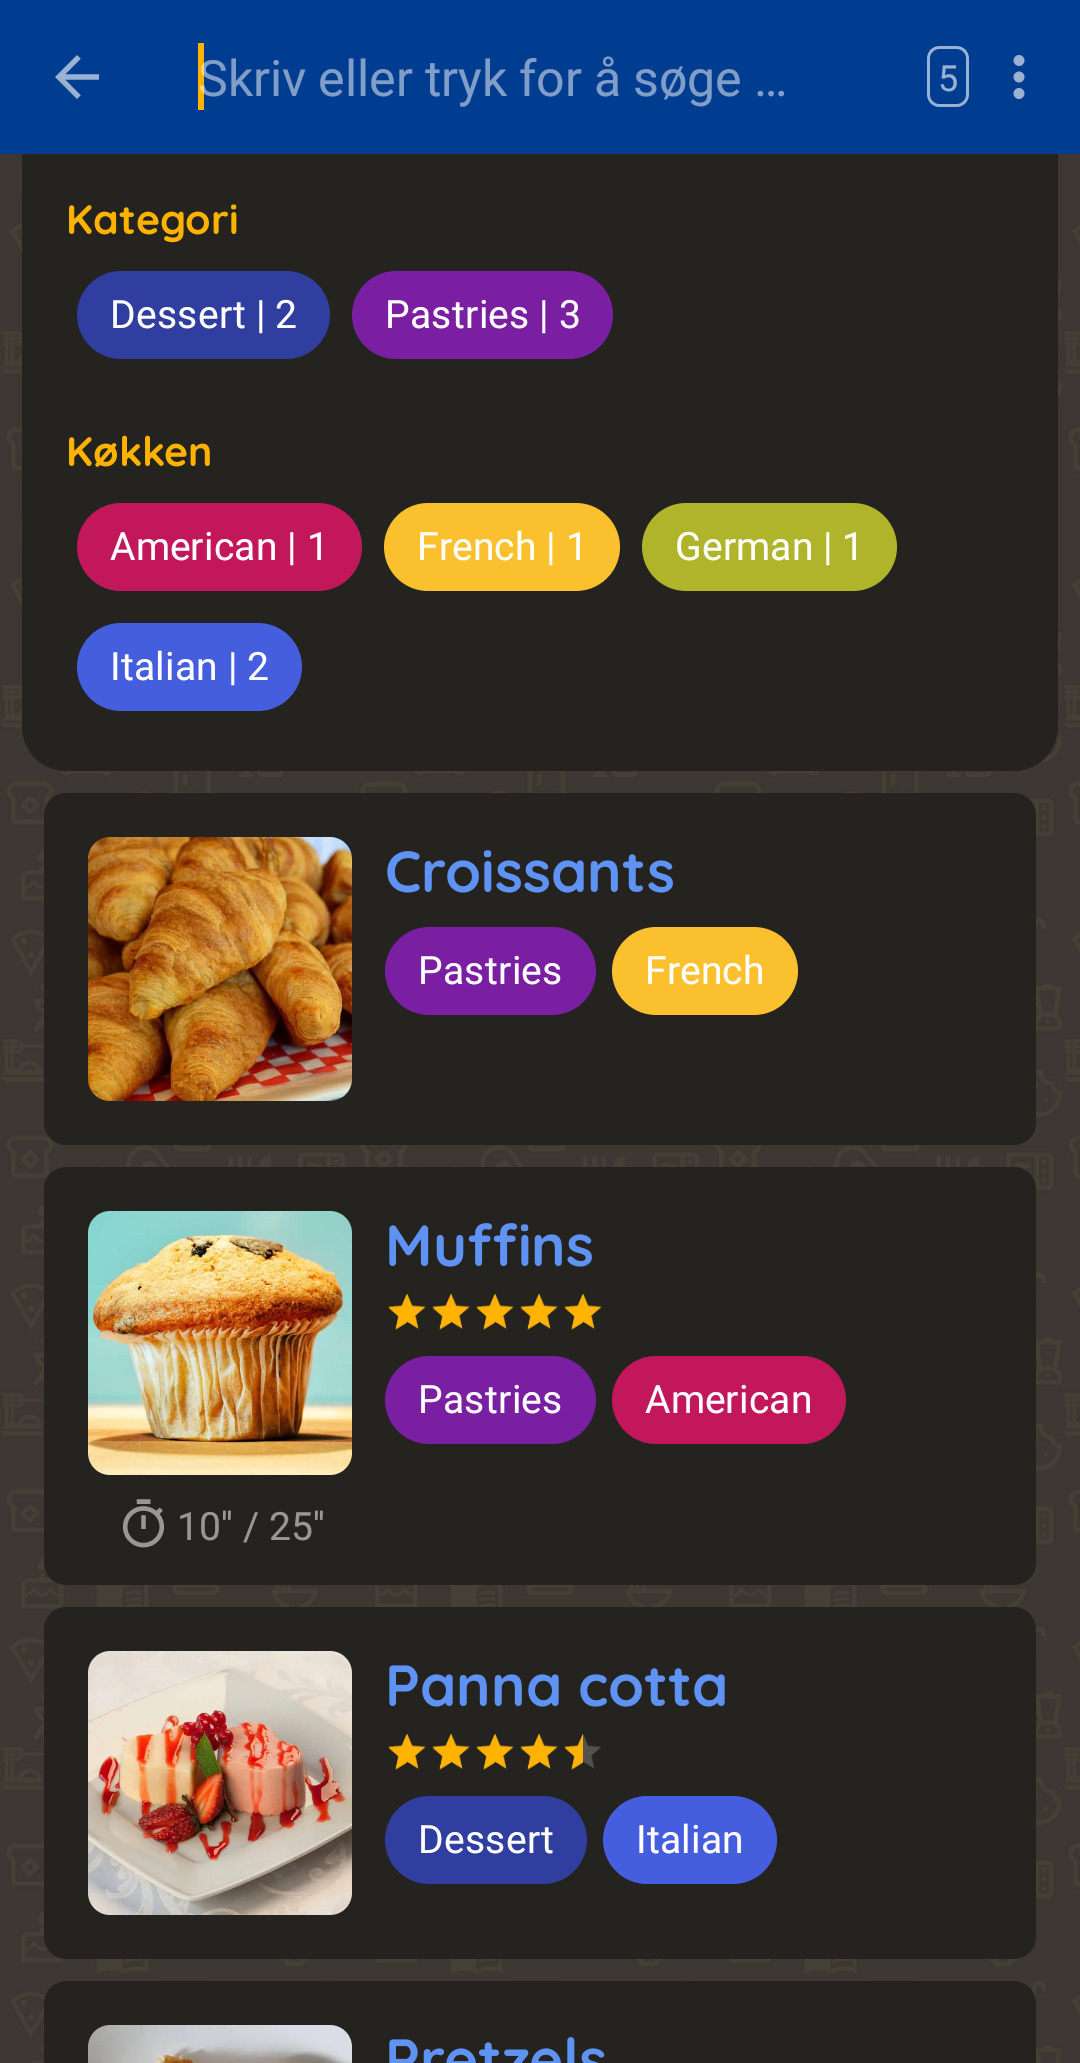 Skriv eller tryk for å søge ...
5
Kategori
Dessert | 2
Pastries | 3
Køkken
American | 1
French | 1
German | 1
Italian | 2
Croissants
Pastries
French
Muffins
Pastries
American
10" / 25"
Panna cotta
Dessert
Italian
Pretzels